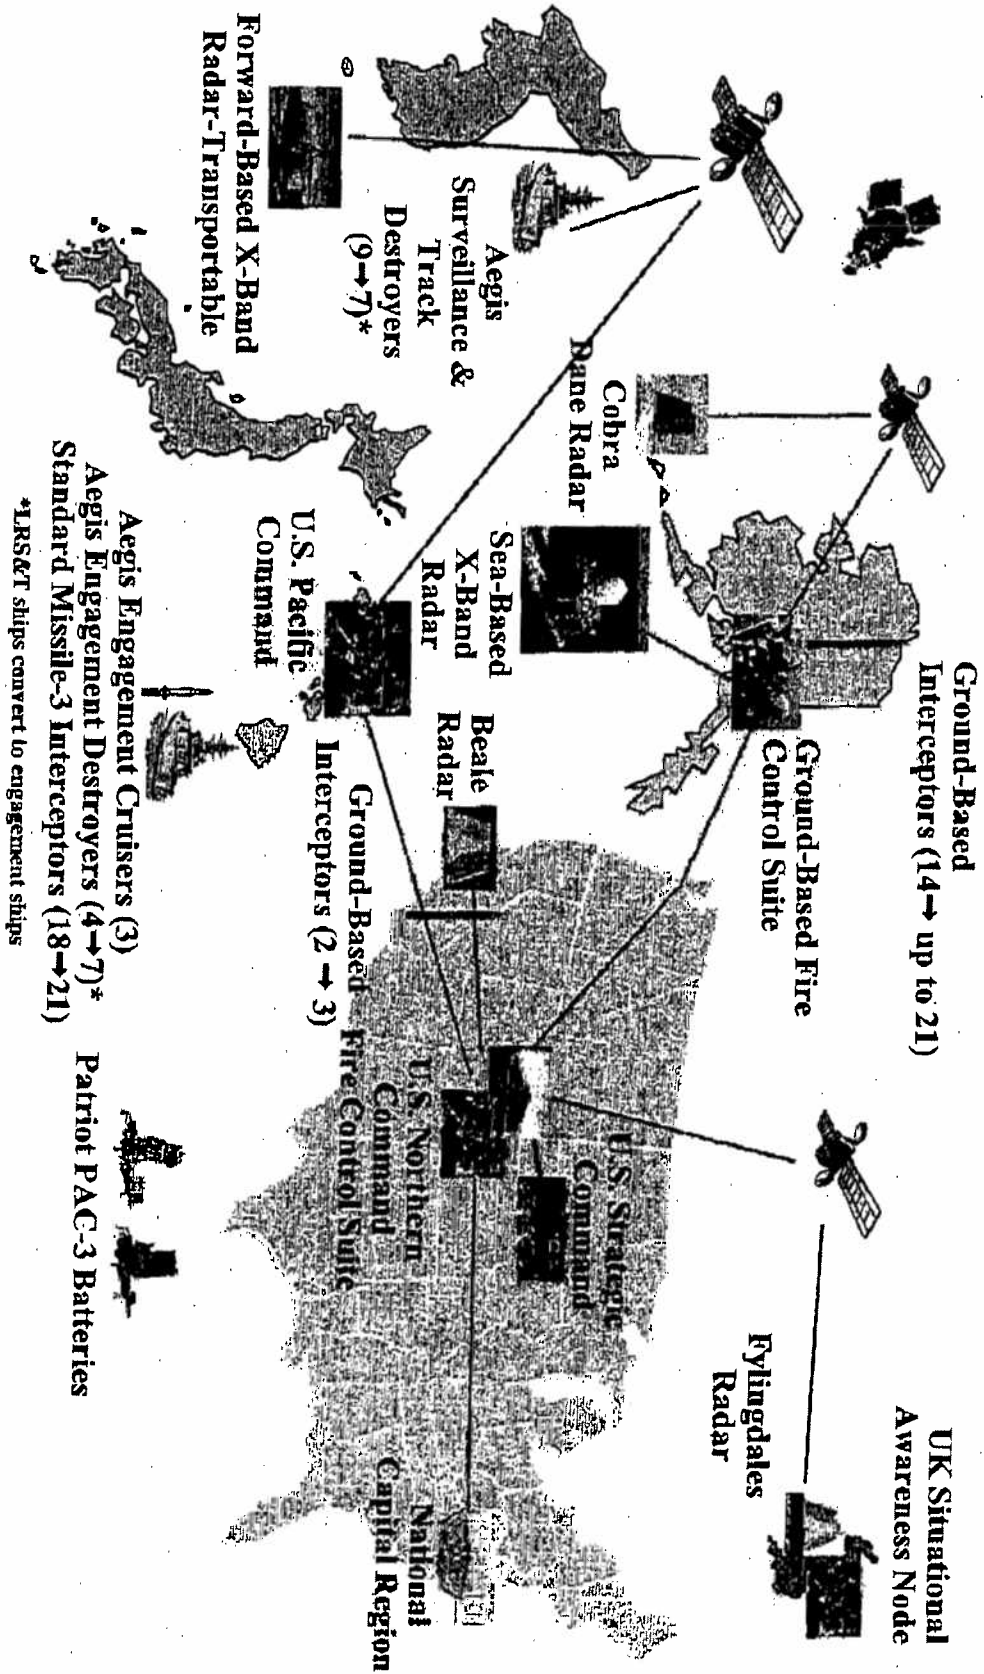 Ground-Based
Interceptors (14→ up to 21)
UK Situational
Awareness Node
Ground-Based Fire
Control Suite
Fylingdales
Radar
Cobra
Dane Radar
Sea-Based
X-Band
Radar
Beale
Radar
U.S. Strategic
Command
Aegis
Surveillance &
Track
Destroyers
(9→7)*
U.S. Northern
Command
Fire Control Suite
National
Capital Region
Forward-Based X-Band
Radar-Transportable
U.S. Pacific
Command
Ground-Based
Interceptors (2 → 3)
Aegis Engagement Cruisers (3)
Aegis Engagement Destroyers (4→7)*
Standard Missile-3 Interceptors (18→21)
*LRS&T ships convert to engagement ships
Patriot PAC-3 Batteries